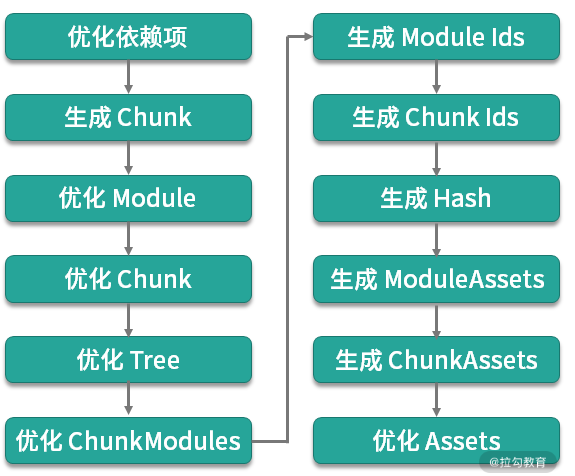 优化依赖项
生成 Chunk
优化 Module
优化 Chunk
优化 Tree
优化 ChunkModules
生成 Module Ids
生成 Chunk Ids
生成 Hash
生成 ModuleAssets
生成 ChunkAssets
优化 Assets
@拉勾教育